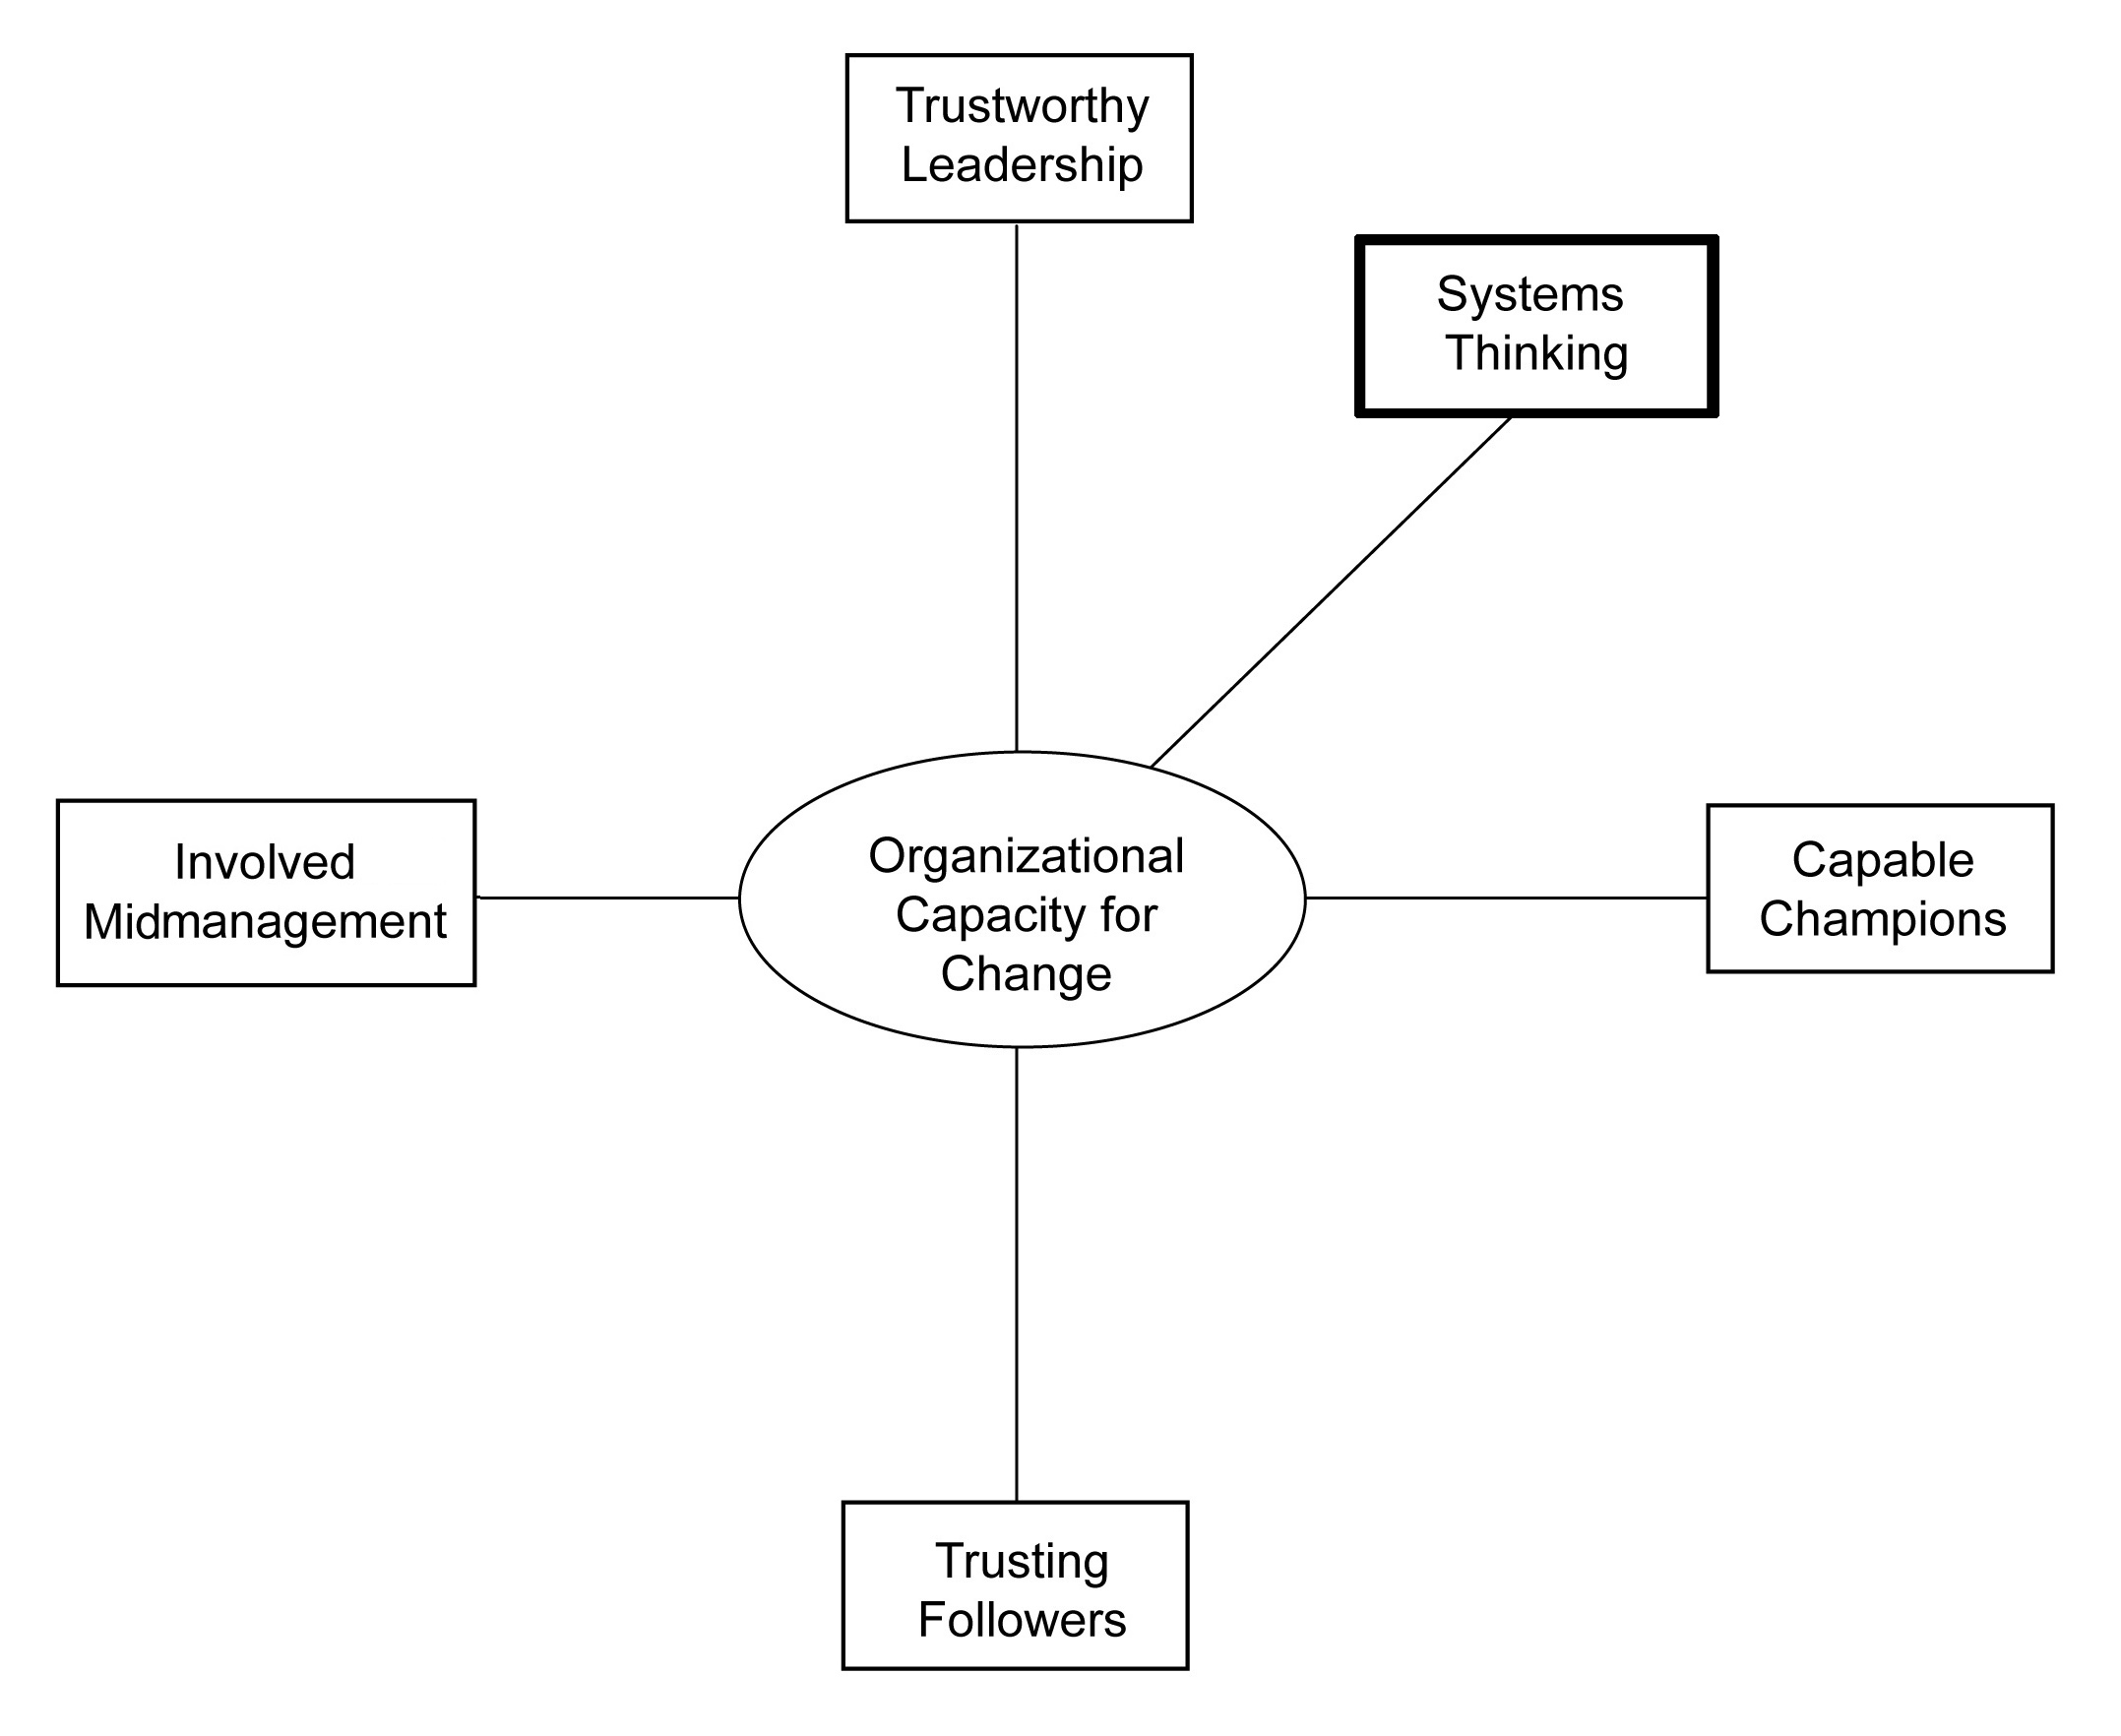 Trustworthy
Leadership
Systems
Thinking
Involved
Midmanagement
Organizational
Capacity for
Change
Capable
Champions
Trusting
Followers